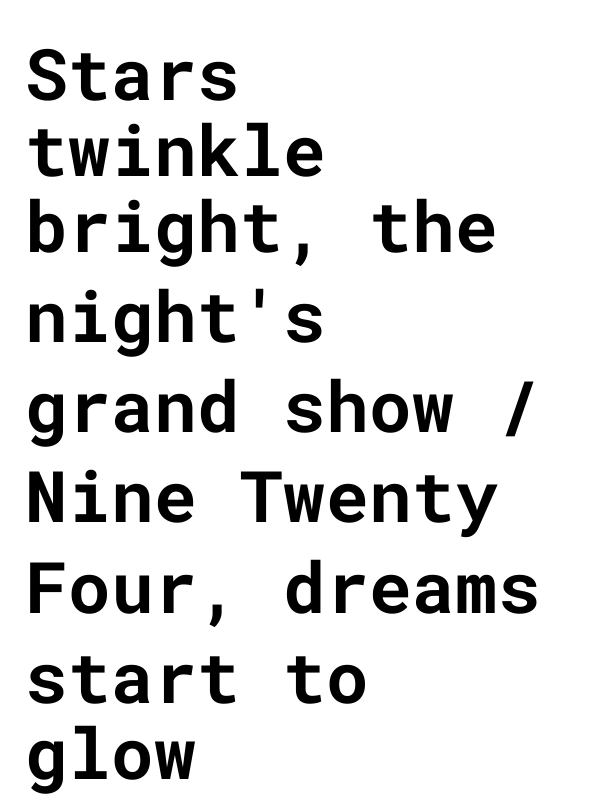 Stars
twinkle
bright, the
night's
grand show /
Nine Twenty
Four, dreams
start to
glow